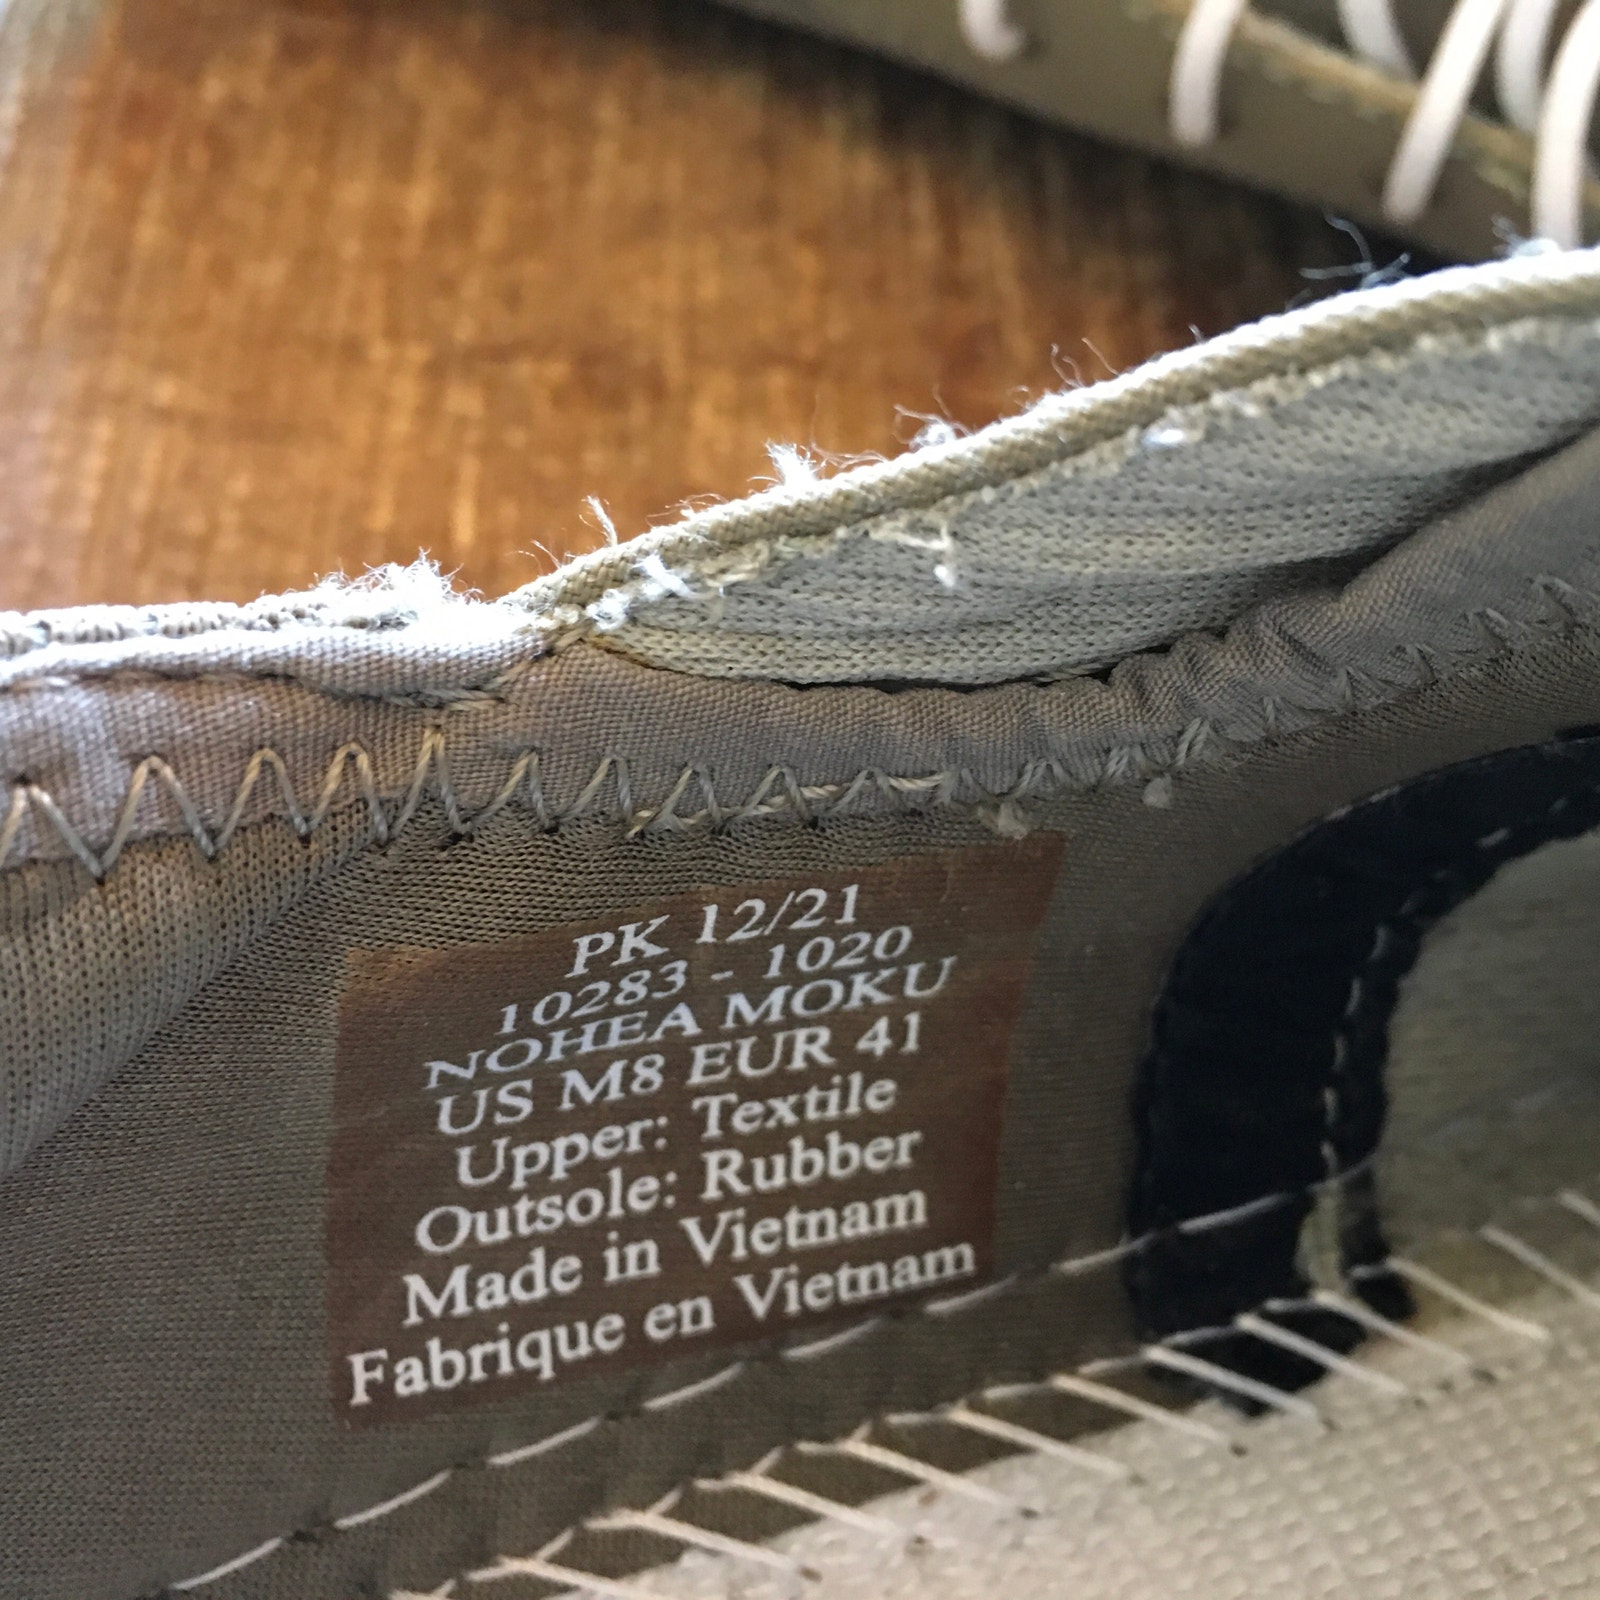 PK 12/21
10283 - 1020
NOHEA MOKU
US M8 EUR 41
Upper: Textile
Outsole: Rubber
Made in Vietnam
Fabrique en Vietnam